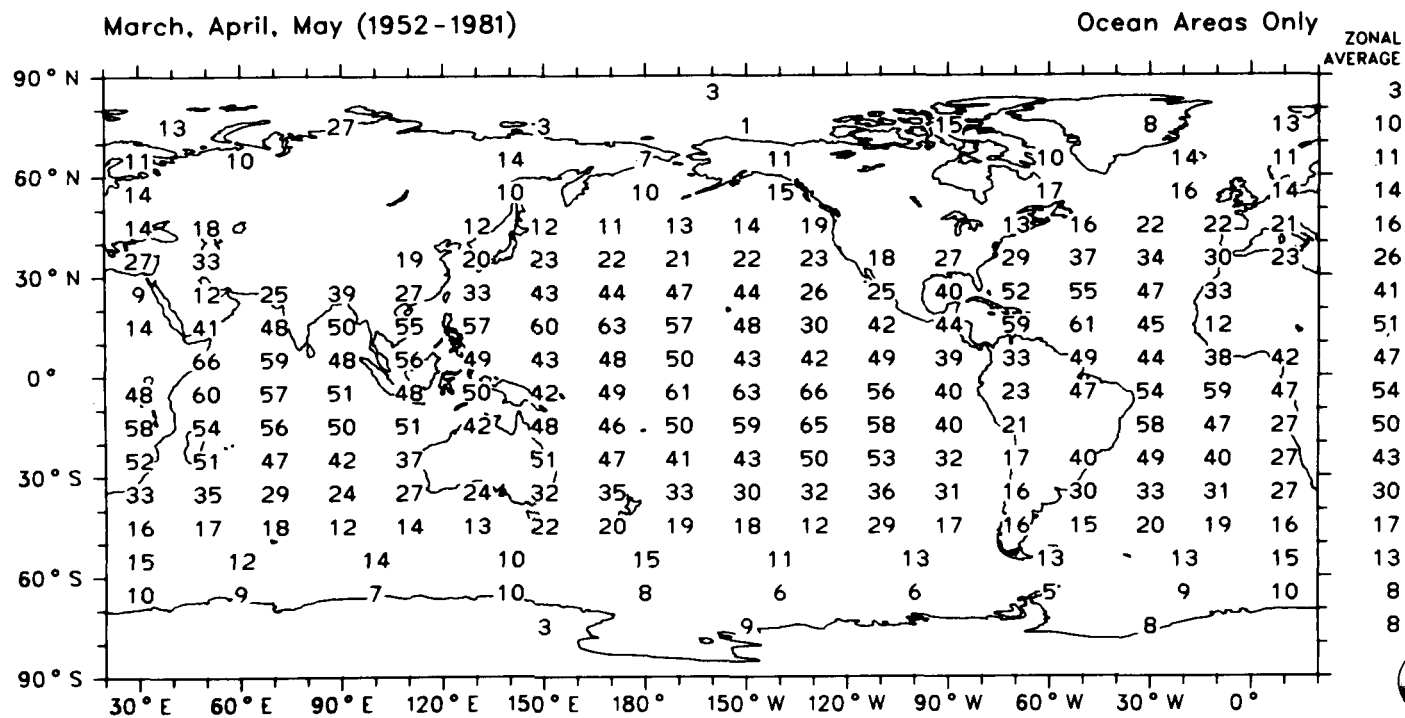 March, April, May (1952-1981) Ocean Areas Only
ZONAL
AVERAGE
90°N 3 3
13 27 3 1 15 8 13 10
11 10 14 7 11 10 14 11 11
60°N 14 10 10 15 17 16 14 14
14 18 12 12 11 13 14 19 13 16 22 22 21 16
27 33 19 20 23 22 21 22 23 18 27 29 37 34 30 23 26
30°N 9 12 25 39 27 33 43 44 47 44 26 25 40 52 55 47 33 41
14 41 48 50 55 57 60 63 57 48 30 42 44 59 61 45 12 51
66 59 48 56 49 43 48 50 43 42 49 39 33 49 44 38 42 47
0° 48 60 57 51 48 50 42 49 61 63 66 56 40 23 47 54 59 47 54
58 54 56 50 51 42 48 46 50 59 65 58 40 21 58 47 27 50
52 51 47 42 37 51 47 41 43 50 53 32 17 40 49 40 27 43
30°S 33 35 29 24 27 24 32 35 33 30 32 36 31 16 30 33 31 27 30
16 17 18 12 14 13 22 20 19 18 12 29 17 16 15 20 19 16 17
15 12 14 10 15 11 13 13 13 15 13
60°S 10 9 7 10 8 6 6 5 9 10 8
3 9 8 8
90°S
30°E 60°E 90°E 120°E 150°E 180° 150°W 120°W 90°W 60°W 30°W 0°